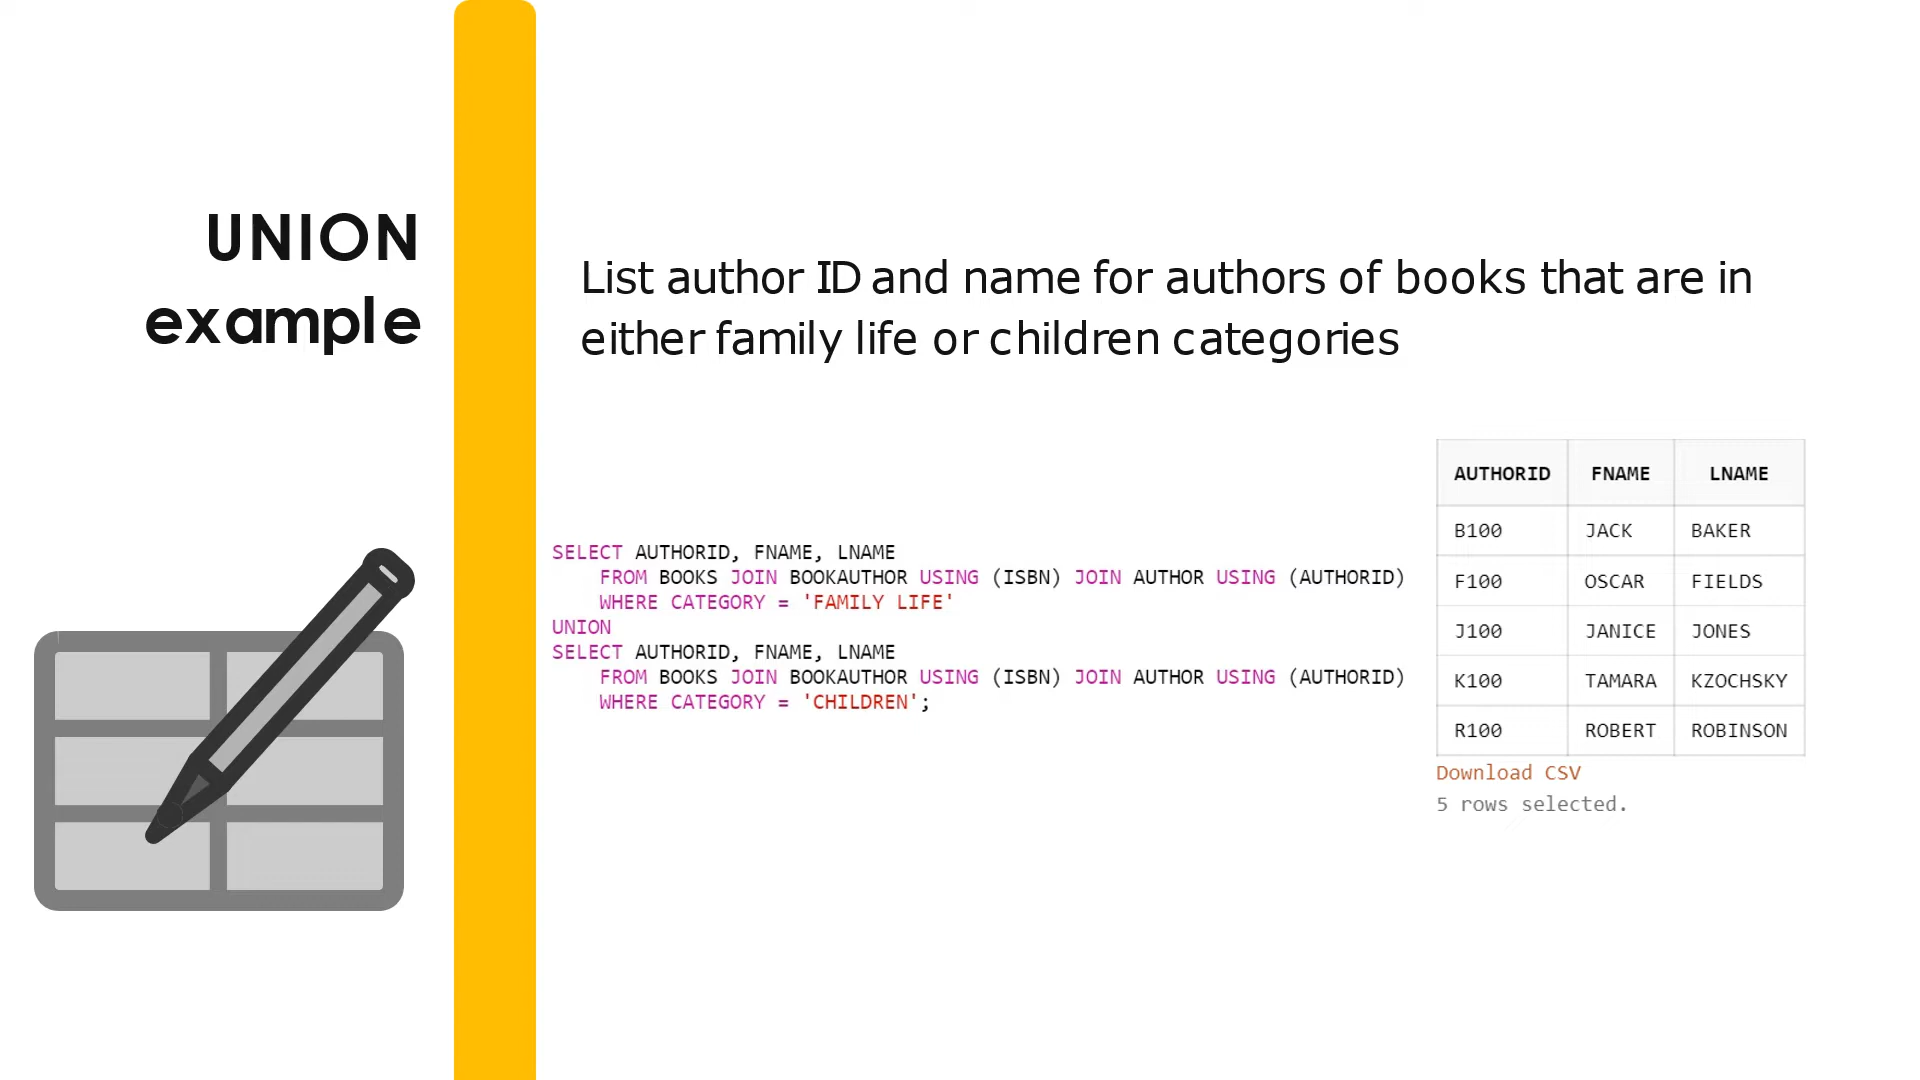 UNION
example
List author ID and name for authors of books that are in
either family life or children categories
SELECT AUTHORID, FNAME, LNAME
FROM BOOKS JOIN BOOKAUTHOR USING (ISBN) JOIN AUTHOR USING (AUTHORID)
WHERE CATEGORY = 'FAMILY LIFE'
UNION
SELECT AUTHORID, FNAME, LNAME
FROM BOOKS JOIN BOOKAUTHOR USING (ISBN) JOIN AUTHOR USING (AUTHORID)
WHERE CATEGORY = 'CHILDREN';
AUTHORID FNAME LNAME
B100 JACK BAKER
F100 OSCAR FIELDS
J100 JANICE JONES
K100 TAMARA KZOCHSKY
R100 ROBERT ROBINSON
Download CSV
5 rows selected.